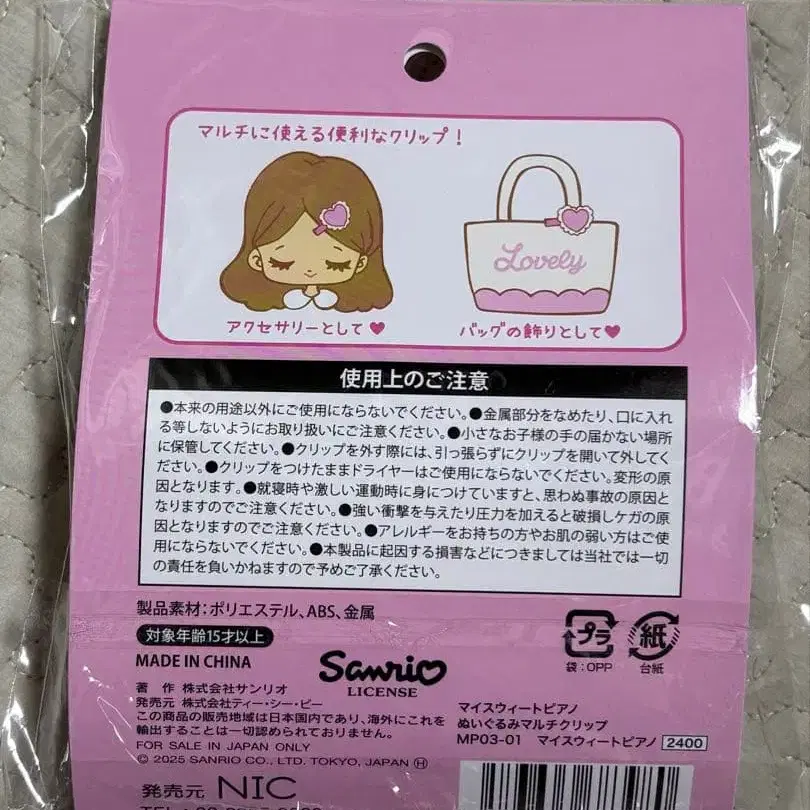 マルチに使える便利なクリップ！
Lovely
アクセサリーとして♥
バッグの飾りとして♥
使用上のご注意
●本来の用途以外にご使用にならないでください。●金属部分をなめたり、口に入れ
る等しないようにお取り扱いにご注意ください。●小さなお子様の手の届かない場所
に保管してください。●クリップを外す際には、引っ張らずにクリップを開いて外してく
ださい。●クリップをつけたままドライヤーはご使用にならないでください。変形の原
因となります。●就寝時や激しい運動時に身につけていますと、思わぬ事故の原因と
なりますのでご注意ください。●強い衝撃を与えたり圧力を加えると破損しケガの原
因となりますのでご注意ください。●アレルギーをお持ちの方やお肌の弱い方はご使
用にならないでください。●本製品に起因する損害などにつきましては当社では一切
の責任を負いかねますので予めご了承ください。
製品素材:ポリエステル、ABS、金属
対象年齢15才以上
MADE IN CHINA
Sanrio
LICENSE
プラ
袋:OPP
紙
台紙
著 作 株式会社サンリオ
発売元 株式会社ティー・シー・ピー
この商品の販売地域は日本国内であり、海外にこれを
輸出することは一切認められておりません。
FOR SALE IN JAPAN ONLY
© 2025 SANRIO CO., LTD. TOKYO, JAPAN Ⓗ
発売元 NIC
マイスウィートピアノ
ぬいぐるみマルチクリップ
MP03-01 マイスウィートピアノ 2400